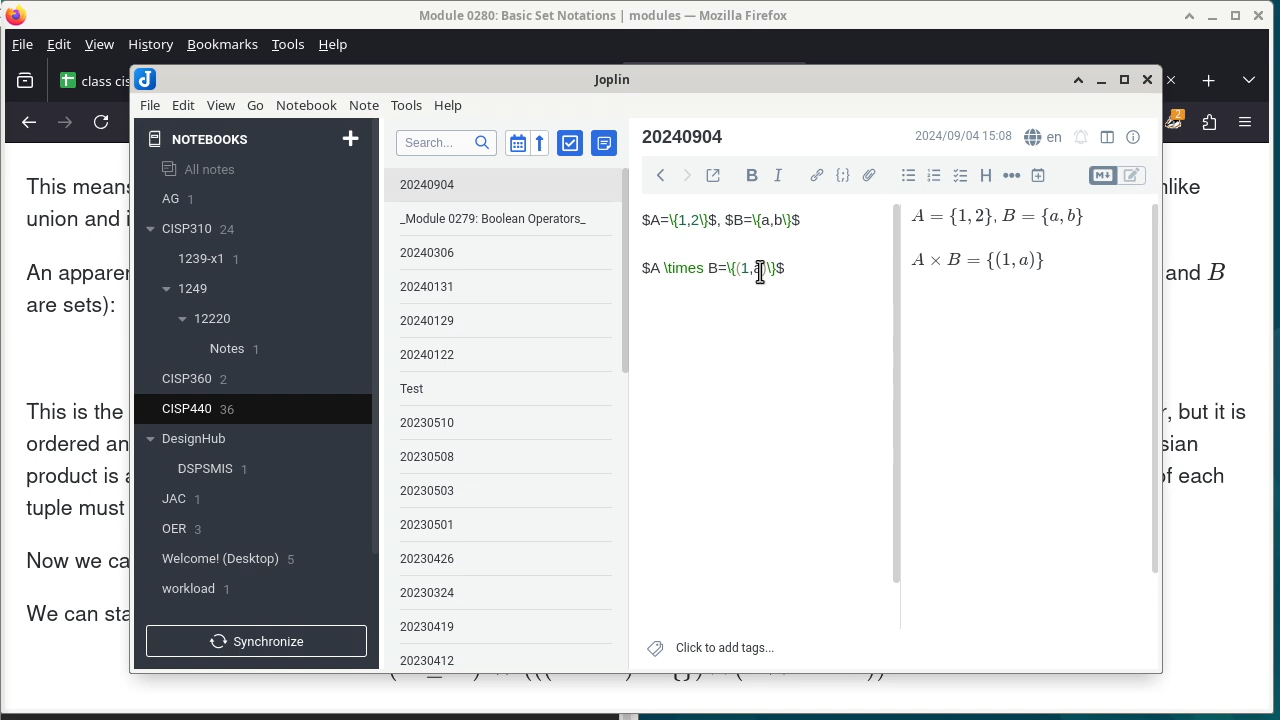 Module 0280: Basic Set Notations | modules — Mozilla Firefox
File Edit View History Bookmarks Tools Help
class cis
2
Joplin
File Edit View Go Notebook Note Tools Help
NOTEBOOKS
All notes
AG 1
CISP310 24
1239-x1 1
1249
12220
Notes 1
CISP360 2
CISP440 36
DesignHub
DSPSMIS 1
JAC 1
OER 3
Welcome! (Desktop) 5
workload 1
Synchronize
Search...
20240904
_Module 0279: Boolean Operators_
20240306
20240131
20240129
20240122
Test
20230510
20230508
20230503
20230501
20230426
20230324
20230419
20230412
20240904
2024/09/04 15:08
en
B I H
M
$A=\{1,2\}$, $B=\{a,b\}$
$A \times B=\{(1,a)\}$
A = {1, 2}, B = {a, b}
A × B = {(1, a)}
Click to add tags...
This means
union and i
An apparen
and B
are sets):
This is the
, but it is
ordered an
product is a
of each
tuple must
Now we ca
We can sta